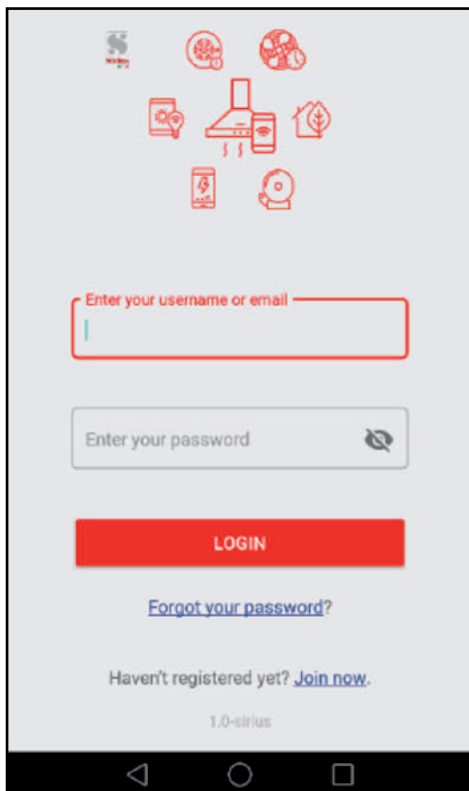 Enter your username or email
Enter your password
LOGIN
Forgot your password?
Haven't registered yet? Join now.
1.0-sirius